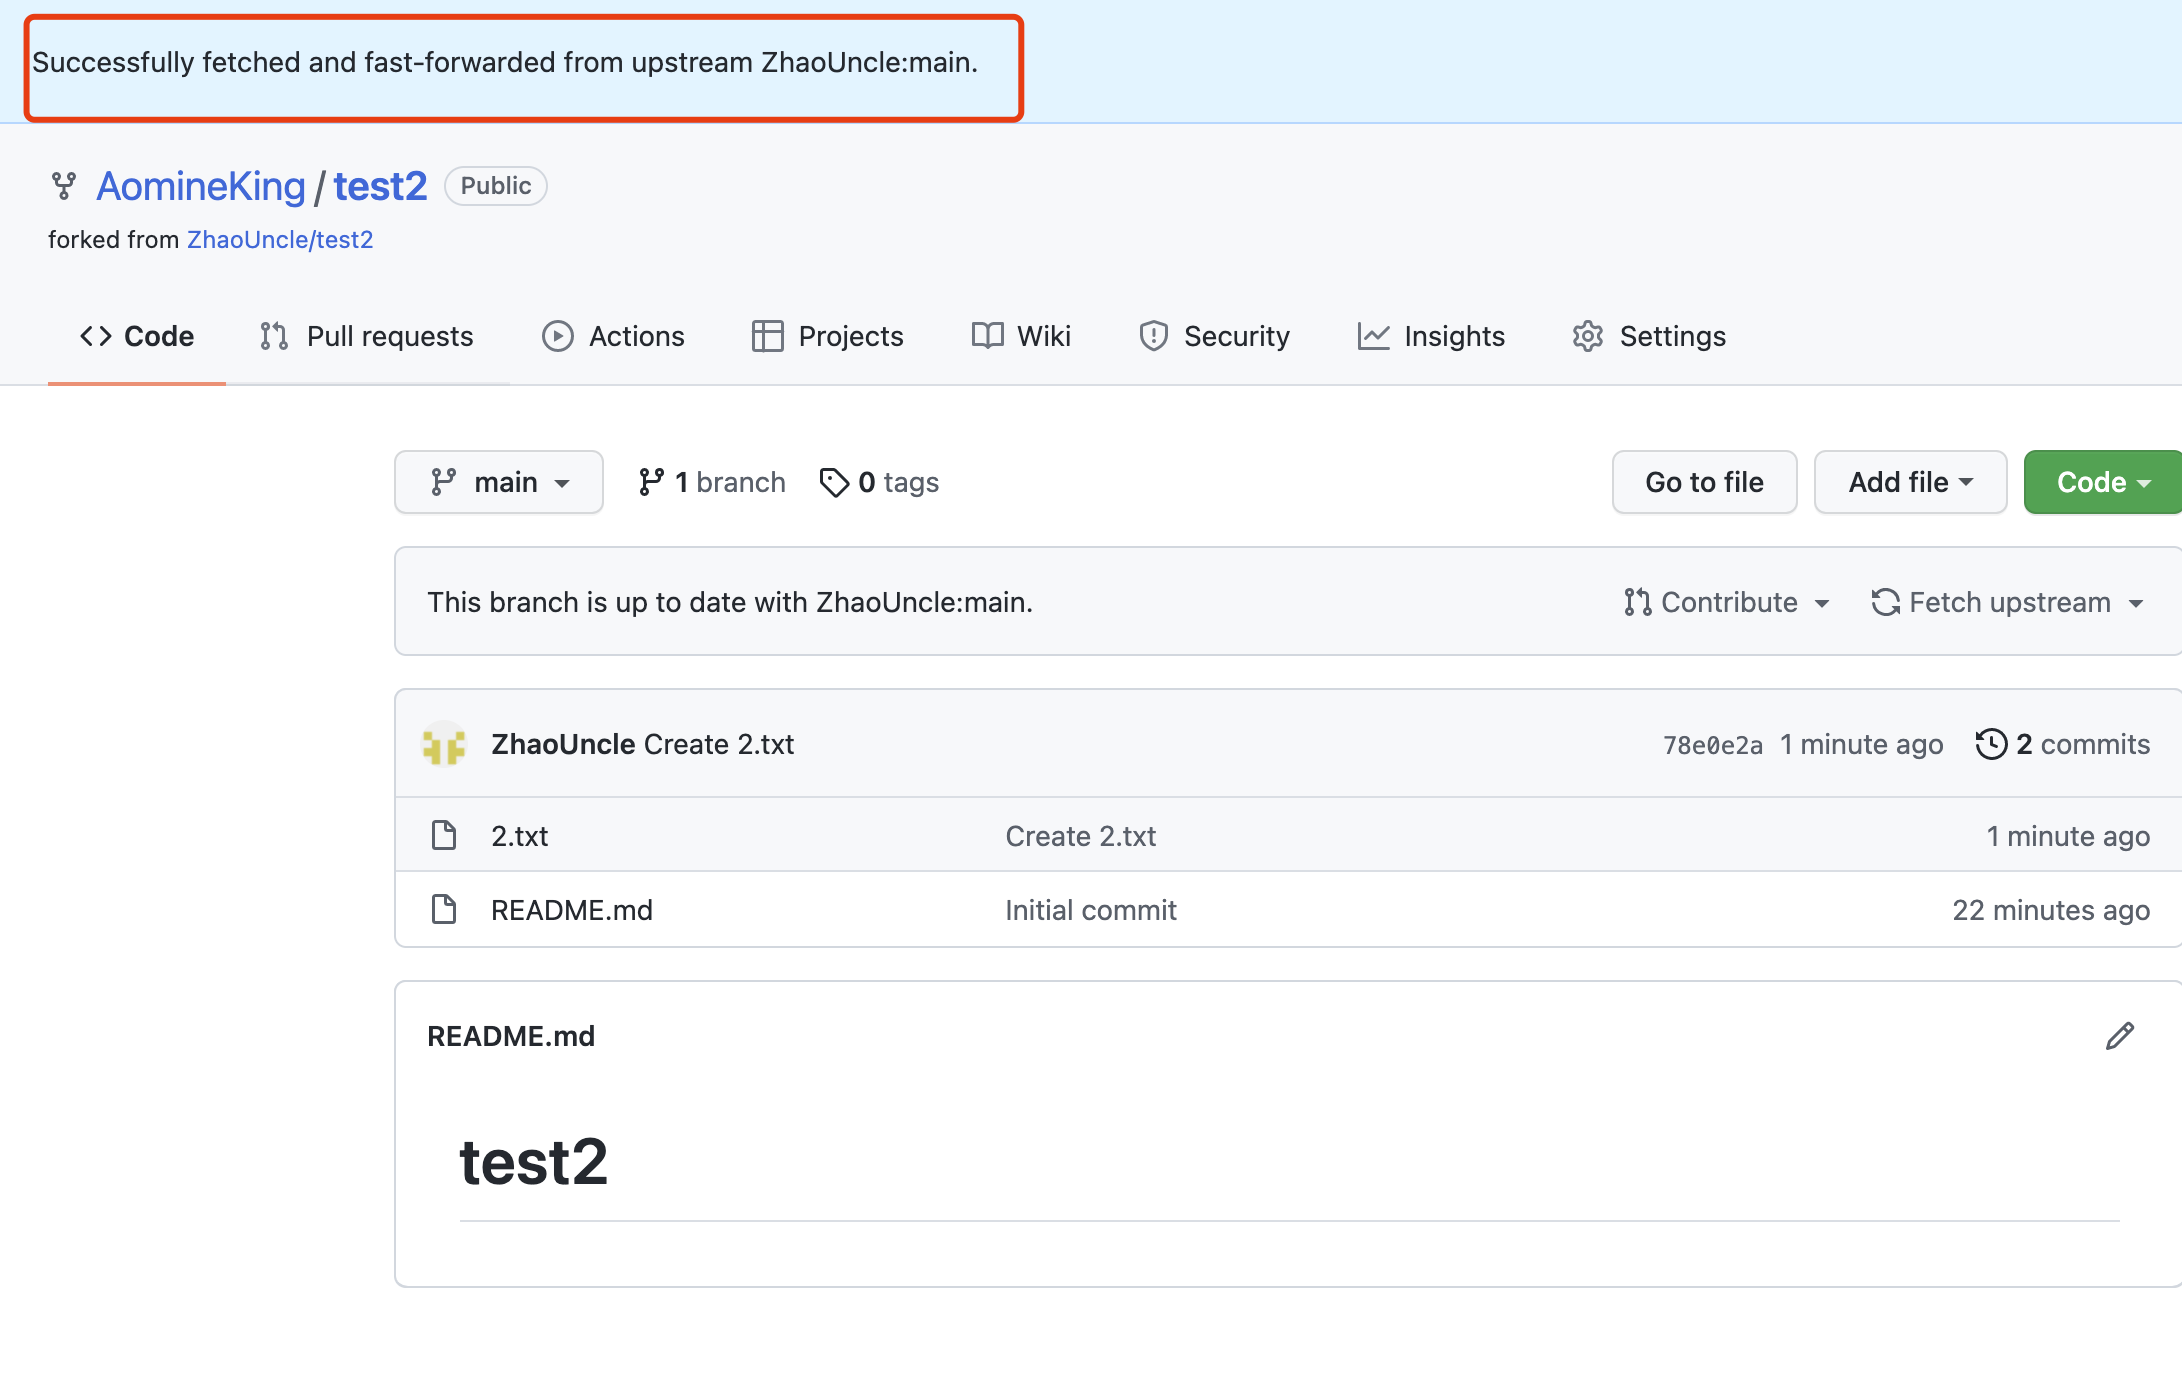 Successfully fetched and fast-forwarded from upstream ZhaoUncle:main.
AomineKing / test2 Public
forked from ZhaoUncle/test2
Code Pull requests Actions Projects Wiki Security Insights Settings
main 1 branch 0 tags Go to file Add file Code
This branch is up to date with ZhaoUncle:main. Contribute Fetch upstream
ZhaoUncle Create 2.txt 78e0e2a 1 minute ago 2 commits
2.txt Create 2.txt 1 minute ago
README.md Initial commit 22 minutes ago
README.md
test2